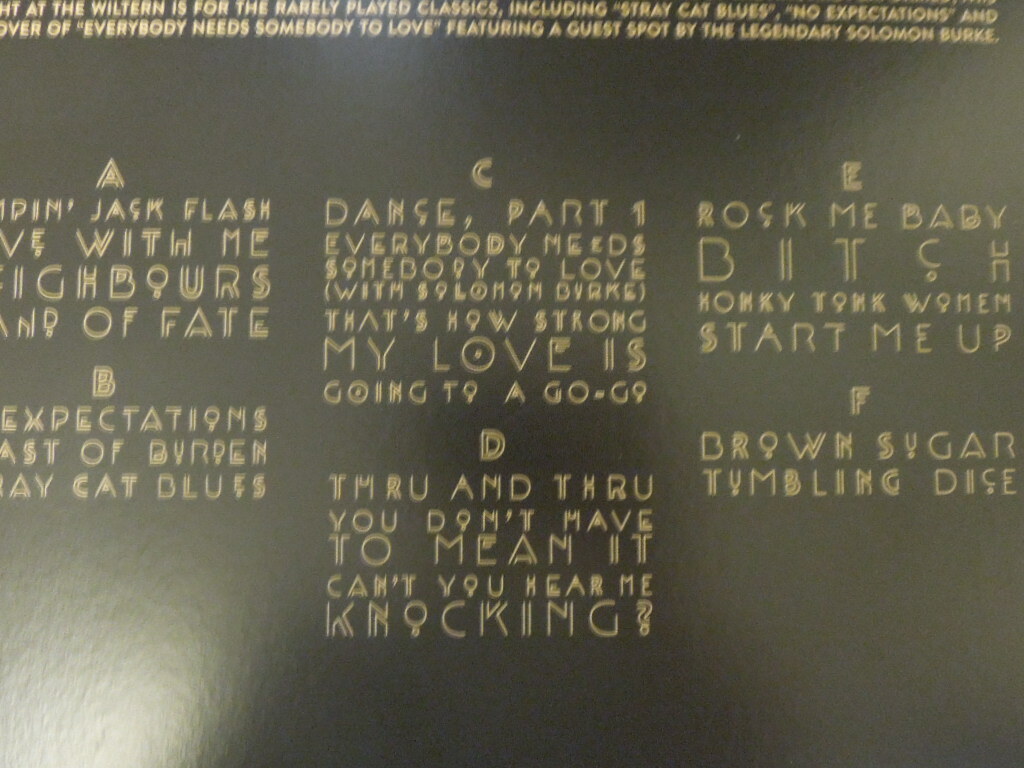 HT AT THE WILTERN IS FOR THE RARELY PLAYED CLASSICS, INCLUDING "STRAY CAT BLUES", "NO EXPECTATIONS" AND
OVER OF "EVERYBODY NEEDS SOMEBODY TO LOVE" FEATURING A GUEST SPOT BY THE LEGENDARY SOLOMON BURKE.
A
MPIN' JACK FLASH
VE WITH ME
EIGHBOURS
AND OF FATE
B
EXPECTATIONS
AST OF BURDEN
RAY CAT BLUES
C
DANCE, PART 1
EVERYBODY NEEDS
SOMEBODY TO LOVE
(WITH SOLOMON BURKE)
THAT'S HOW STRONG
MY LOVE IS
GOING TO A GO-GO
D
THRU AND THRU
YOU DON'T HAVE
TO MEAN IT
CAN'T YOU HEAR ME
KNOCKING?
E
ROCK ME BABY
BITCH
HONKY TONK WOMEN
START ME UP
F
BROWN SUGAR
TUMBLING DICE